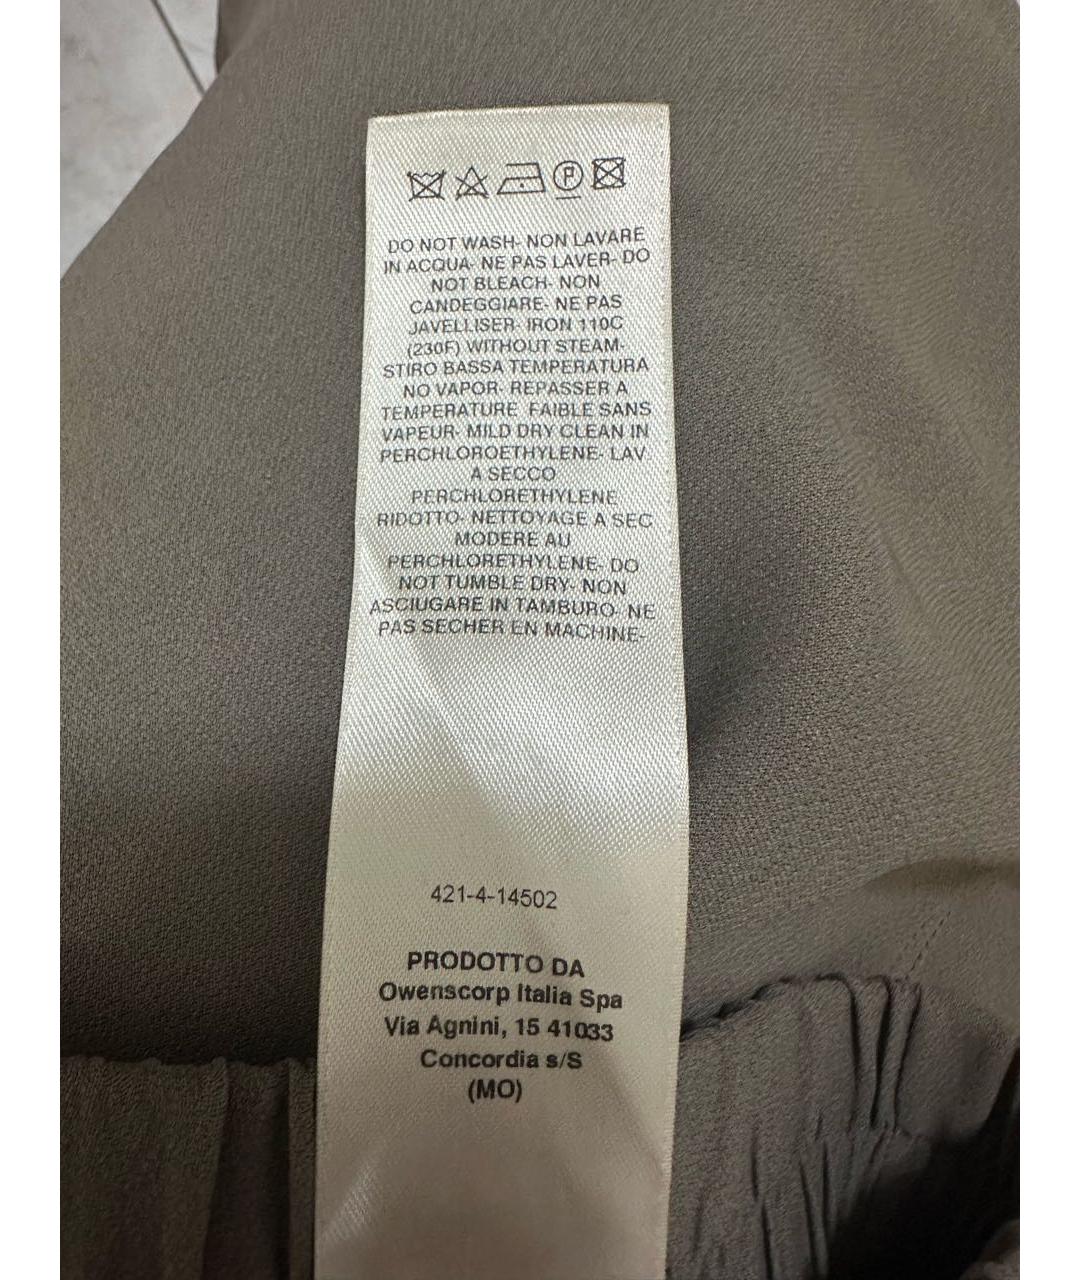 P
DO NOT WASH- NON LAVARE
IN ACQUA- NE PAS LAVER- DO
NOT BLEACH- NON
CANDEGGIARE- NE PAS
JAVELLISER- IRON 110C
(230F) WITHOUT STEAM-
STIRO BASSA TEMPERATURA
NO VAPOR- REPASSER A
TEMPERATURE FAIBLE SANS
VAPEUR- MILD DRY CLEAN IN
PERCHLOROETHYLENE- LAV
A SECCO
PERCHLORETHYLENE
RIDOTTO- NETTOYAGE A SEC
MODERE AU
PERCHLORETHYLENE- DO
NOT TUMBLE DRY- NON
ASCIUGARE IN TAMBURO- NE
PAS SECHER EN MACHINE-
421-4-14502
PRODOTTO DA
Owenscorp Italia Spa
Via Agnini, 15 41033
Concordia s/S
(MO)